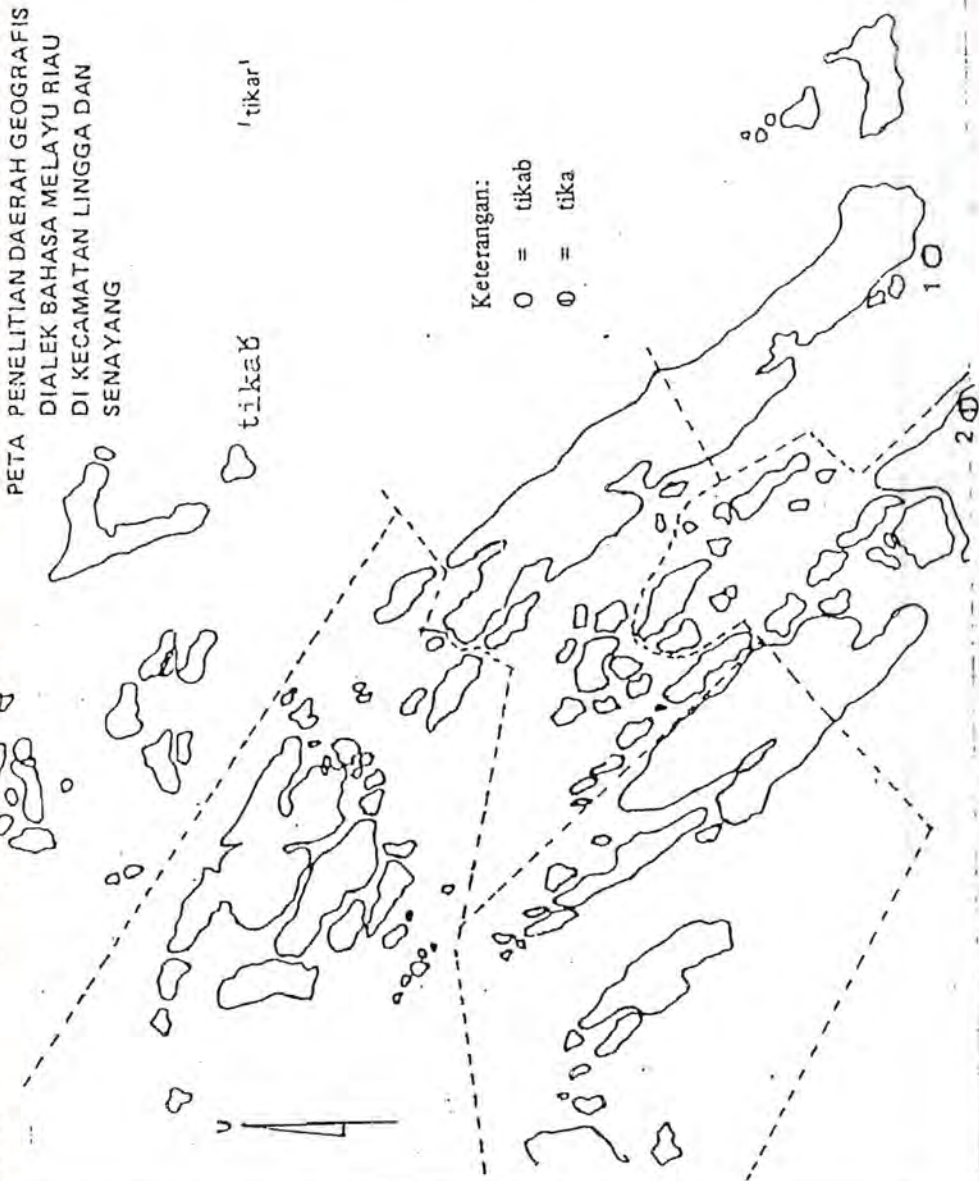 PETA PENELITIAN DAERAH GEOGRAFIS
DIALEK BAHASA MELAYU RIAU
DI KECAMATAN LINGGA DAN
SENAYANG
tikaʀ
'tikar'
Keterangan:
O = tikab
⦶ = tika
1 O
2 ⦶
U